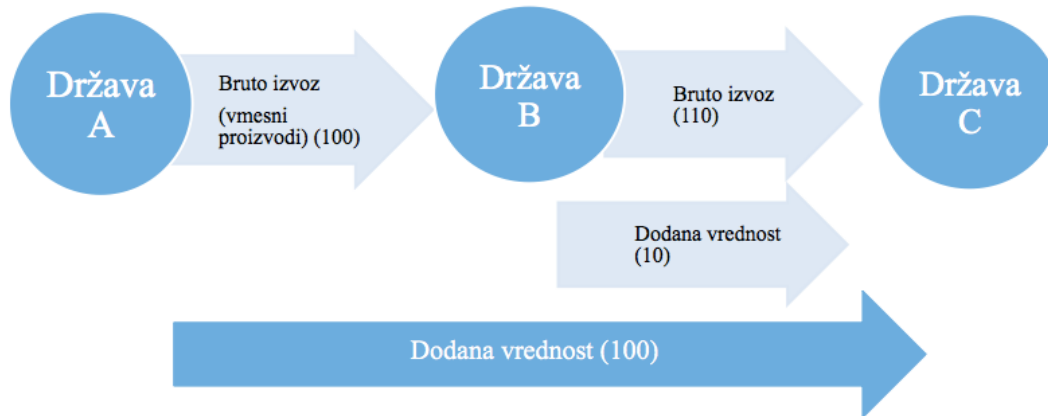 Država
A
Bruto izvoz
(vmesni
proizvodi) (100)
Država
B
Bruto izvoz
(110)
Država
C
Dodana vrednost
(10)
Dodana vrednost (100)